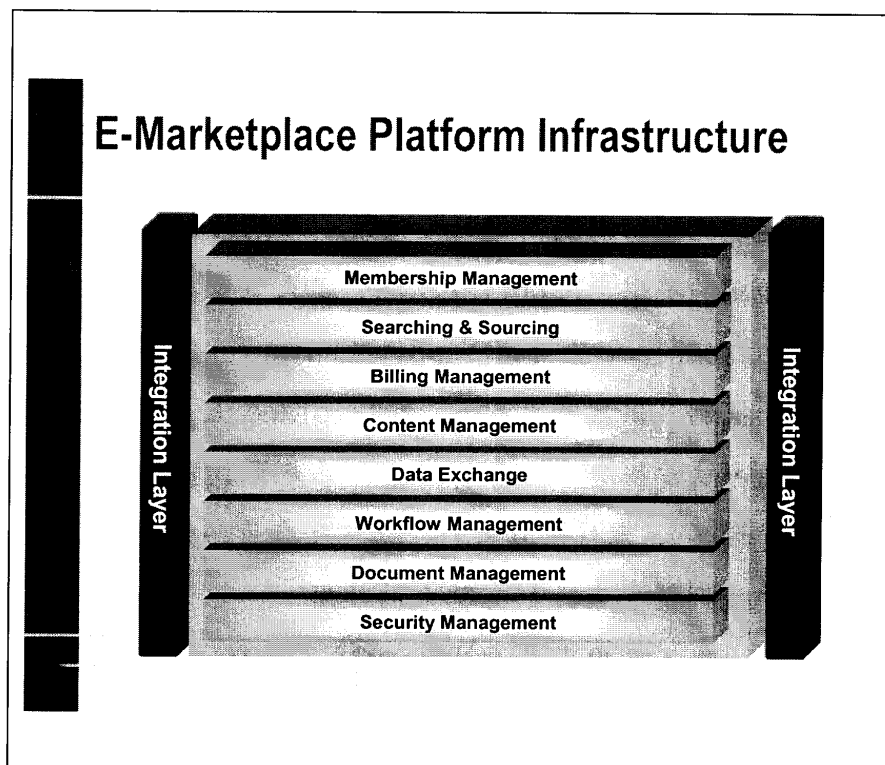 E-Marketplace Platform Infrastructure
Integration Layer
Membership Management
Searching & Sourcing
Billing Management
Content Management
Data Exchange
Workflow Management
Document Management
Security Management
Integration Layer